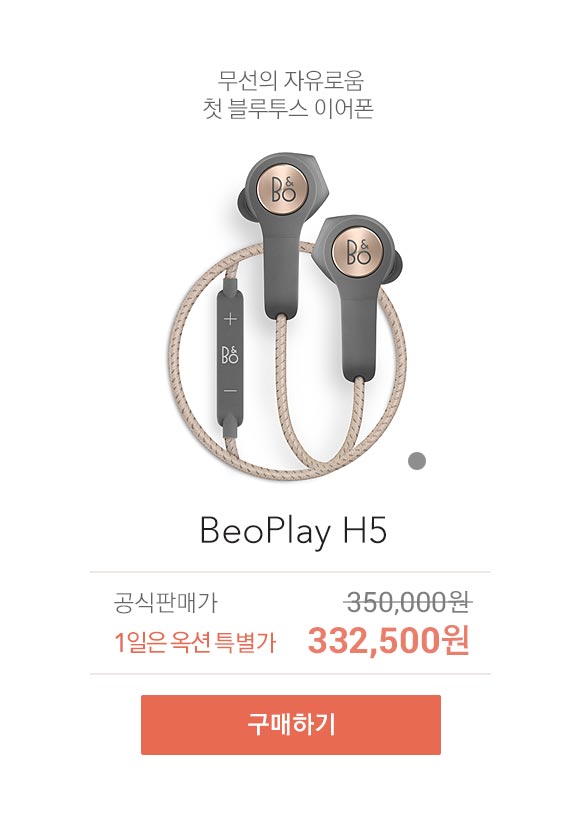 무선의 자유로움
첫 블루투스 이어폰
B&O
B&O
+
B&O
−
BeoPlay H5
공식판매가 350,000원
1일은 옥션 특별가 332,500원
구매하기